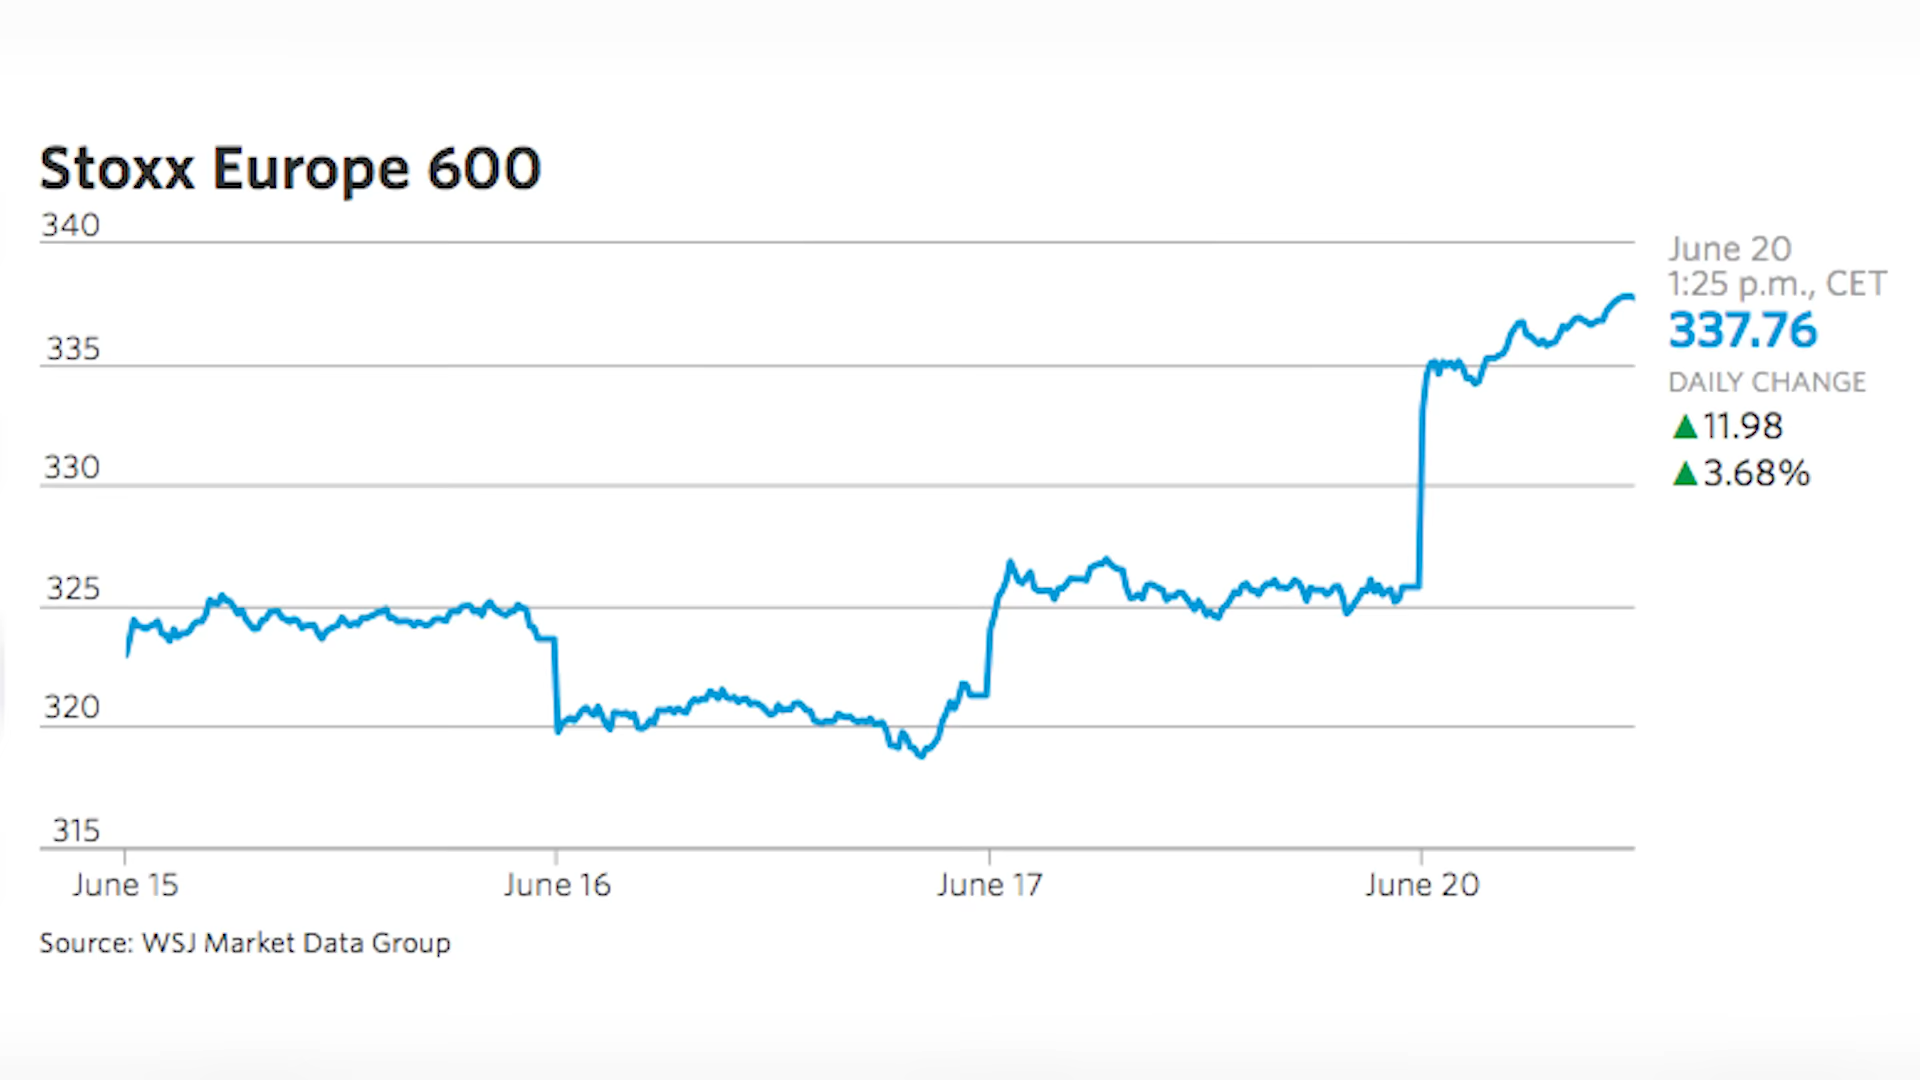 Stoxx Europe 600
340
335
330
325
320
315
June 15
June 16
June 17
June 20
June 20
1:25 p.m., CET
337.76
DAILY CHANGE
▲11.98
▲3.68%
Source: WSJ Market Data Group